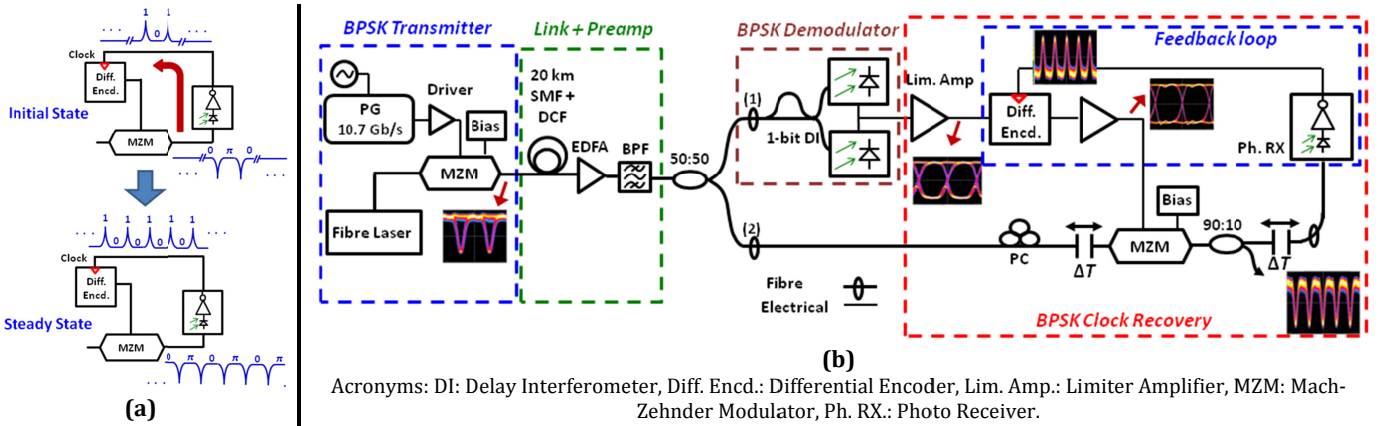 ··· 1 1 ···
0
Clock
Diff.
Encd.
Initial State
MZM
0 π 0
··· ···
1 1 1 1 1
··· 0 0 0 0 ···
Clock
Diff.
Encd.
Steady State
MZM
0 π 0 π 0 π
··· ···
(a)
BPSK Transmitter
PG
10.7 Gb/s
Driver
Bias
MZM
Fibre Laser
Link + Preamp
20 km
SMF +
DCF
EDFA
BPF
50:50
BPSK Demodulator
(1)
1-bit DI
(2)
Lim. Amp
Feedback loop
Diff.
Encd.
Ph. RX
Bias
PC
ΔT
MZM
90:10
ΔT
Fibre
Electrical
BPSK Clock Recovery
(b)
Acronyms: DI: Delay Interferometer, Diff. Encd.: Differential Encoder, Lim. Amp.: Limiter Amplifier, MZM: Mach-
Zehnder Modulator, Ph. RX.: Photo Receiver.